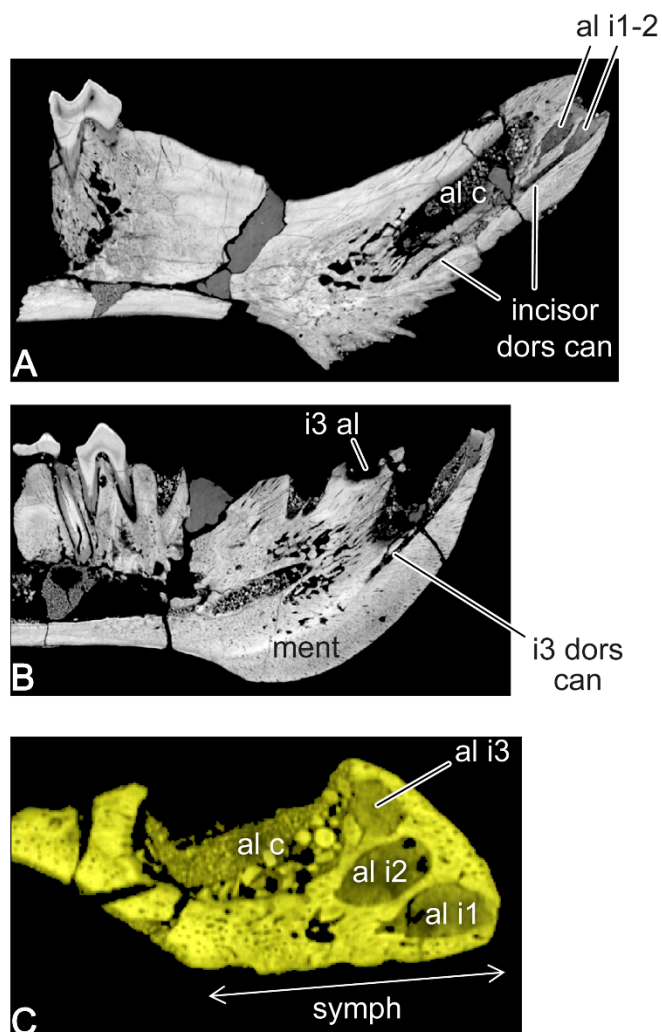 al i1-2
al c
incisor
dors can
A
i3 al
ment
i3 dors
can
B
al i3
al c
al i2
al i1
symph
C